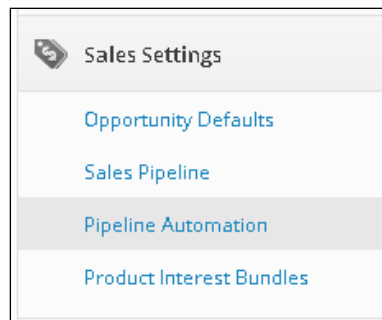 Sales Settings
Opportunity Defaults
Sales Pipeline
Pipeline Automation
Product Interest Bundles